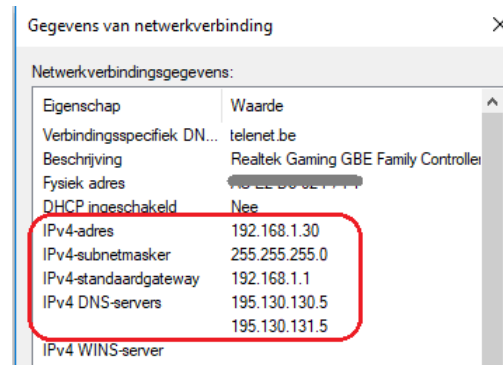 Gegevens van netwerkverbinding
Netwerkverbindingsgegevens:
Eigenschap Waarde
Verbindingsspecifiek DN... telenet.be
Beschrijving Realtek Gaming GBE Family Controller
Fysiek adres
DHCP ingeschakeld Nee
IPv4-adres 192.168.1.30
IPv4-subnetmasker 255.255.255.0
IPv4-standaardgateway 192.168.1.1
IPv4 DNS-servers 195.130.130.5
195.130.131.5
IPv4 WINS-server